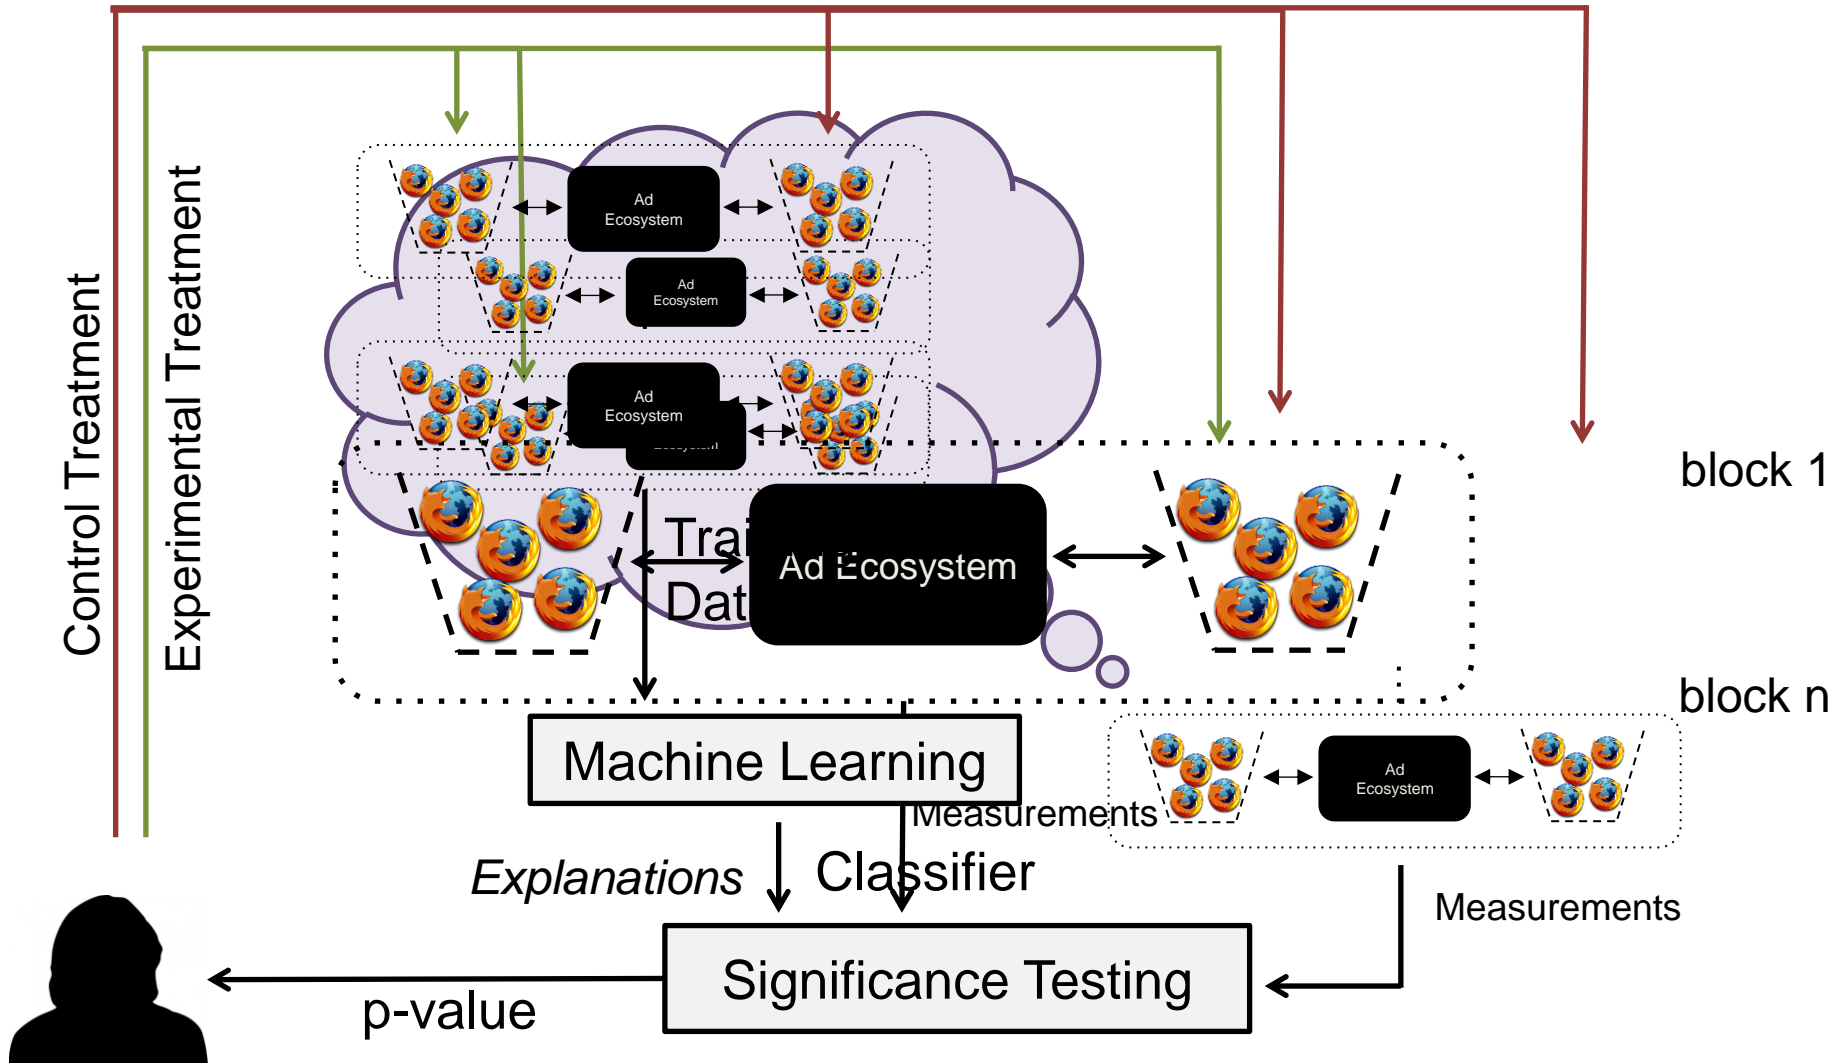 Control Treatment
Experimental Treatment
Ad
Ecosystem
Ad
Ecosystem
Ad
Ecosystem
Ecosystem
block 1
Ad Ecosystem
block n
Machine Learning
Ad
Ecosystem
Measurements
Explanations
Classifier
Measurements
Significance Testing
p-value